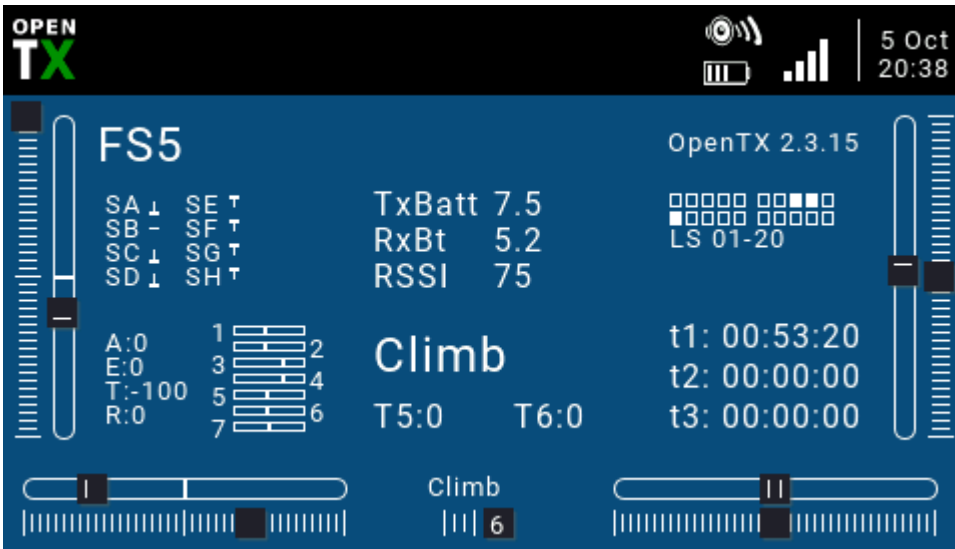 OPEN
TX
5 Oct
20:38
FS5
OpenTX 2.3.15
SA SE
SB SF
SC SG
SD SH
TxBatt 7.5
RxBt 5.2
RSSI 75
LS 01-20
A:0
E:0
T:-100
R:0
1
2
3
4
5
6
7
Climb
T5:0 T6:0
t1: 00:53:20
t2: 00:00:00
t3: 00:00:00
Climb
6